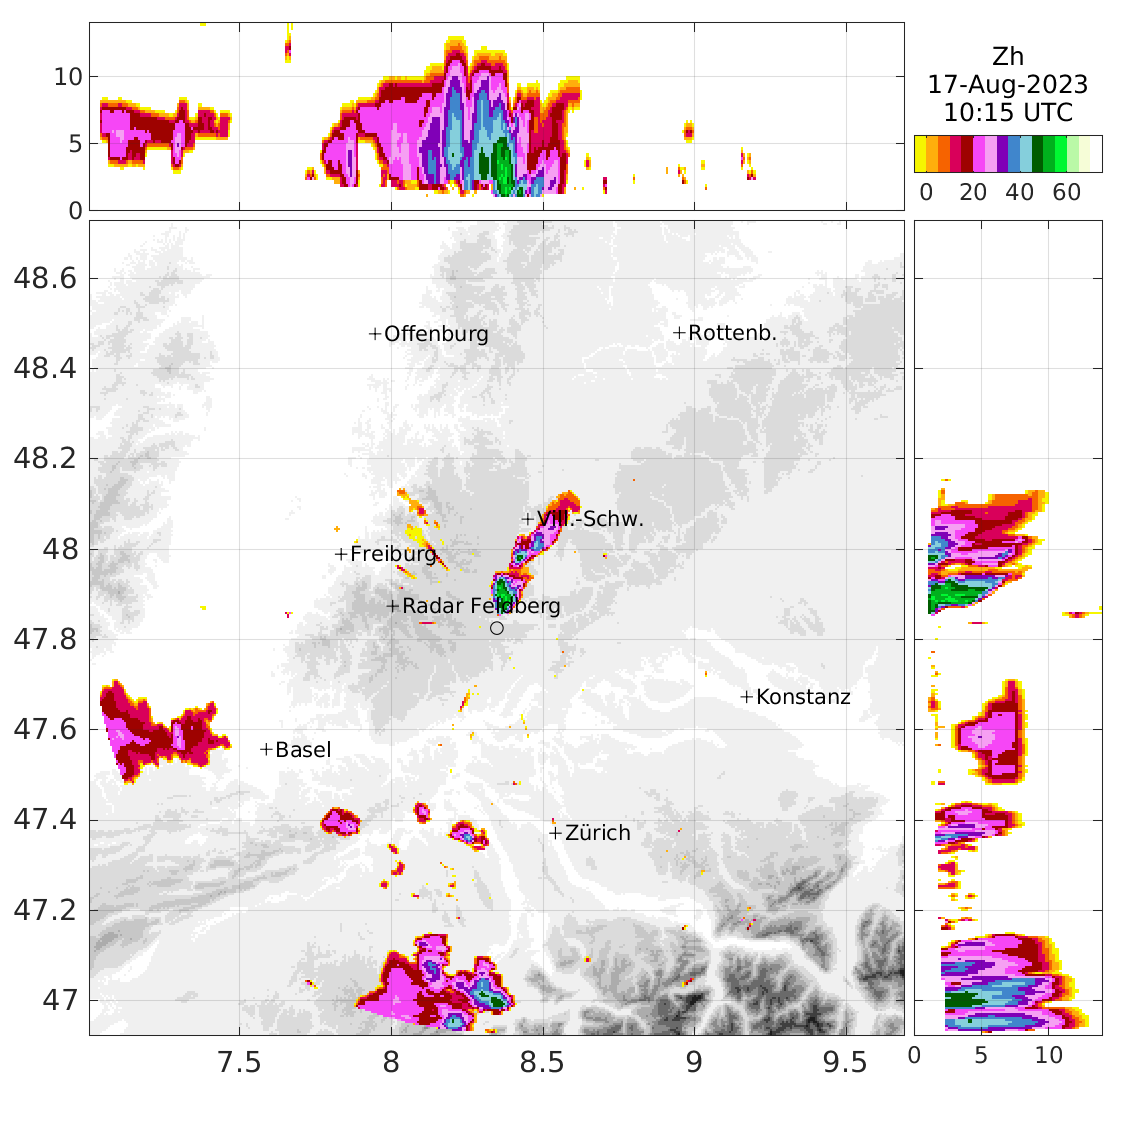 10
5
0
Zh
17-Aug-2023
10:15 UTC
0 20 40 60
48.6
48.4
48.2
48
47.8
47.6
47.4
47.2
47
+Offenburg
+Rottenb.
+Vill.-Schw.
+Freiburg
+Radar Feldberg
+Konstanz
+Basel
+Zürich
7.5 8 8.5 9 9.5
0 5 10